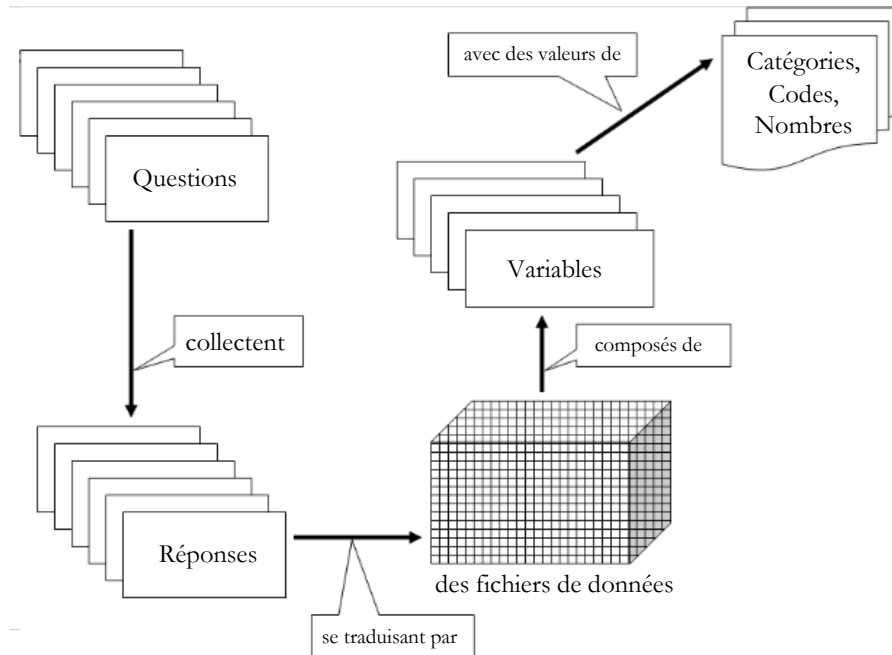 Questions
collectent
Réponses
se traduisant par
des fichiers de données
composés de
Variables
avec des valeurs de
Catégories,
Codes,
Nombres